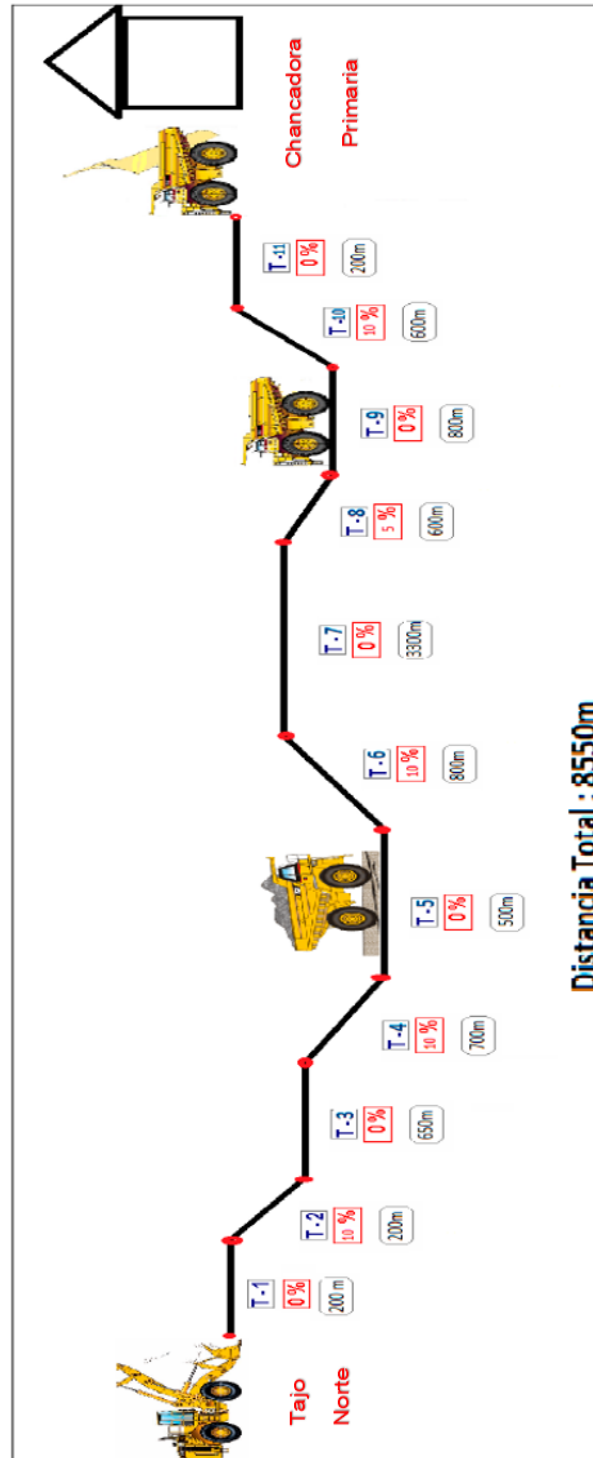 Tajo
Norte
T-1
0%
200 m
T-2
10 %
200m
T-3
0%
650m
T-4
10 %
700m
T-5
0%
500m
T-6
10 %
800m
T-7
0 %
3300m
T-8
5 %
600m
T-9
0%
800m
T-10
10 %
600m
T-11
0 %
200m
Chancadora
Primaria
Distancia Total : 8550m